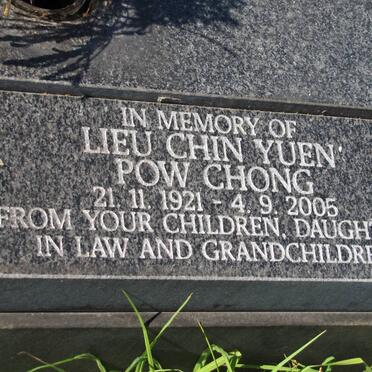 IN MEMORY OF
LIEU CHIN YUEN
POW CHONG
21. 11. 1921 - 4. 9. 2005
FROM YOUR CHILDREN, DAUGHT
IN LAW AND GRANDCHILDRE